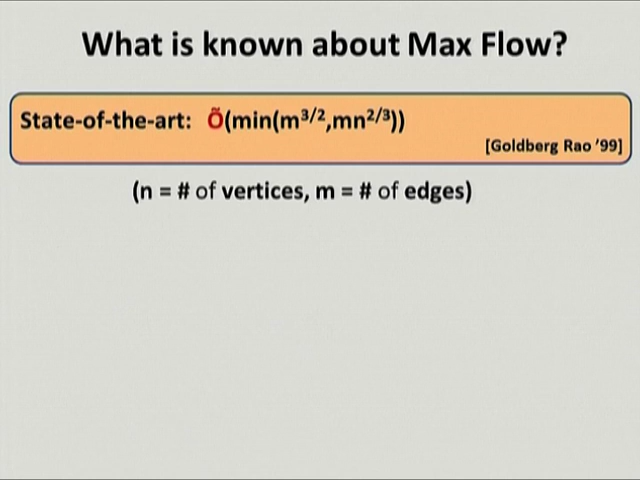 What is known about Max Flow?
State-of-the-art: Õ(min(m³/²,mn²/³))
[Goldberg Rao ’99]
(n = # of vertices, m = # of edges)